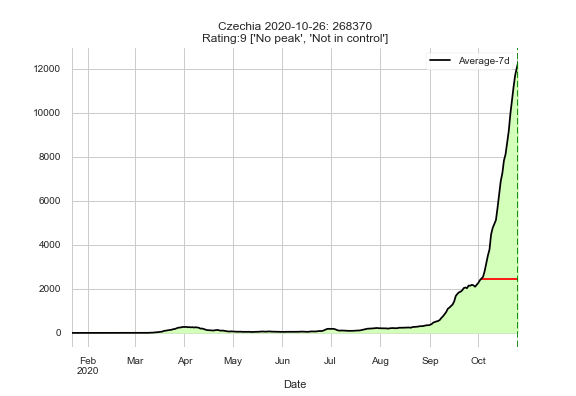 Czechia 2020-10-26: 268370
Rating:9 ['No peak', 'Not in control']
Average-7d
12000
10000
8000
6000
4000
2000
0
Feb Mar Apr May Jun Jul Aug Sep Oct
2020
Date